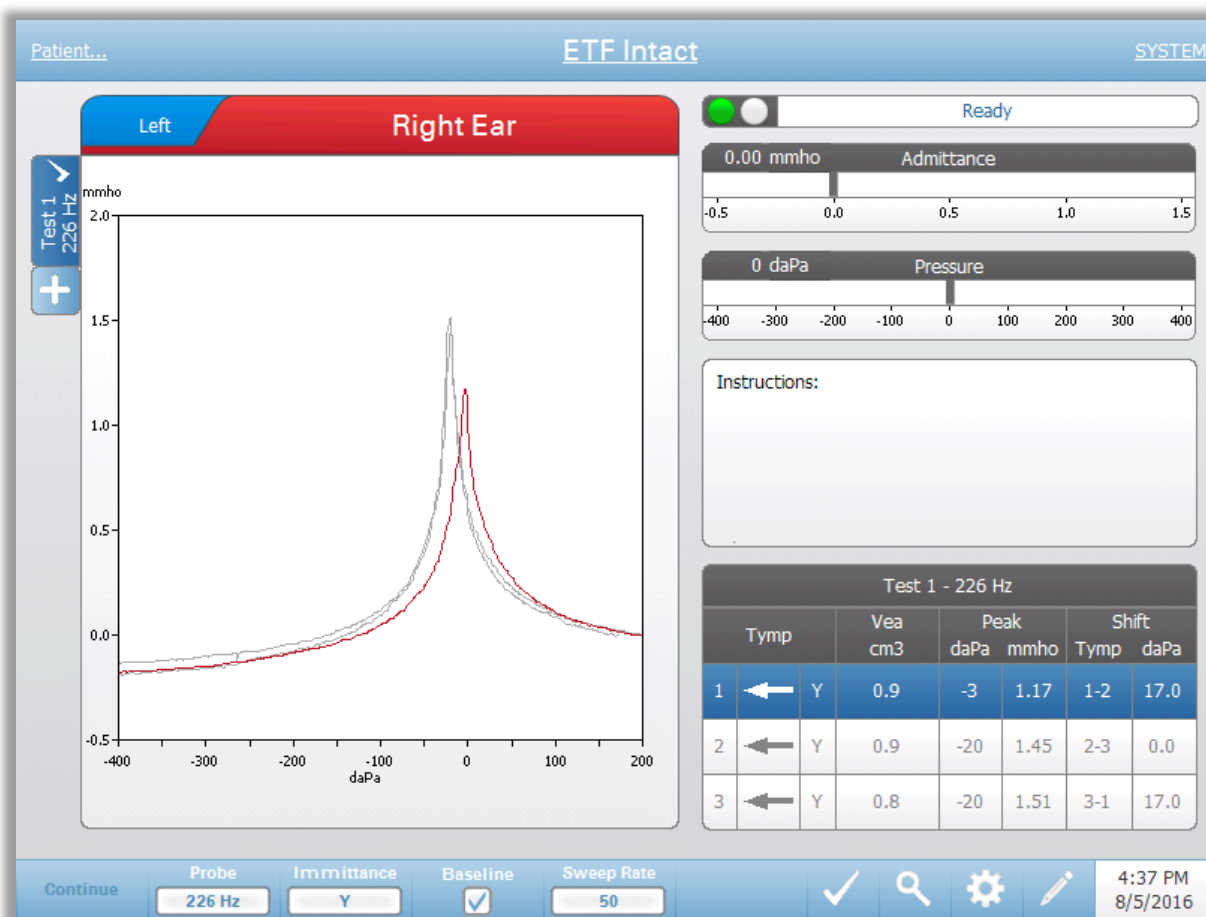 Patient... ETF Intact SYSTEM
Left Right Ear
Test 1
226 Hz
mmho
2.0
1.5
1.0
0.5
0.0
-0.5
-400 -300 -200 -100 0 100 200
daPa
Ready
0.00 mmho Admittance
-0.5 0.0 0.5 1.0 1.5
0 daPa Pressure
-400 -300 -200 -100 0 100 200 300 400
Instructions:
Test 1 - 226 Hz
Tymp Vea Peak Shift
cm3 daPa mmho Tymp daPa
1 Y 0.9 -3 1.17 1-2 17.0
2 Y 0.9 -20 1.45 2-3 0.0
3 Y 0.8 -20 1.51 3-1 17.0
Continue Probe Immittance Baseline Sweep Rate
226 Hz Y 50
4:37 PM
8/5/2016